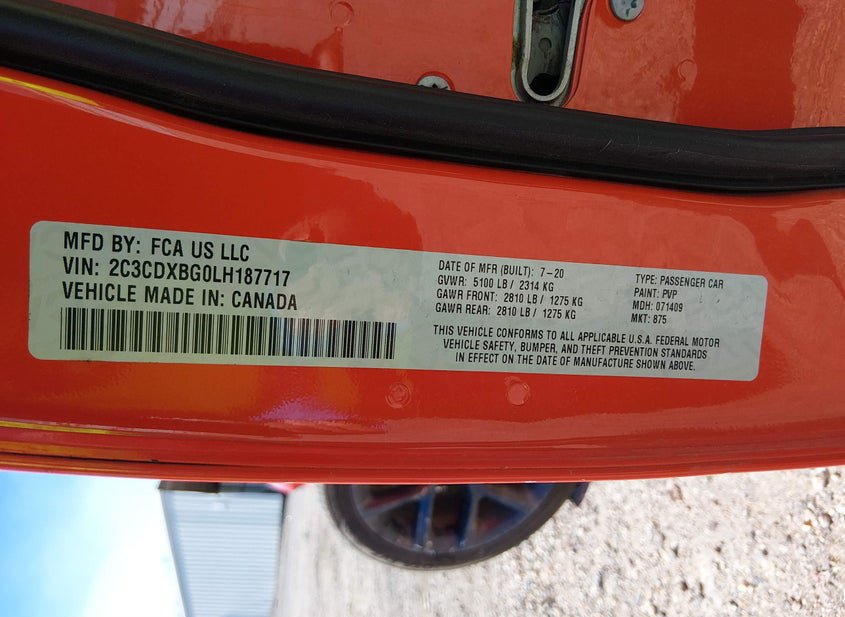 MFD BY: FCA US LLC
VIN: 2C3CDXBG0LH187717
VEHICLE MADE IN: CANADA
DATE OF MFR (BUILT): 7-20
GVWR: 5100 LB / 2314 KG
GAWR FRONT: 2810 LB / 1275 KG
GAWR REAR: 2810 LB / 1275 KG
TYPE: PASSENGER CAR
PAINT: PVP
MDH: 071409
MKT: 875
THIS VEHICLE CONFORMS TO ALL APPLICABLE U.S.A. FEDERAL MOTOR
VEHICLE SAFETY, BUMPER, AND THEFT PREVENTION STANDARDS
IN EFFECT ON THE DATE OF MANUFACTURE SHOWN ABOVE.